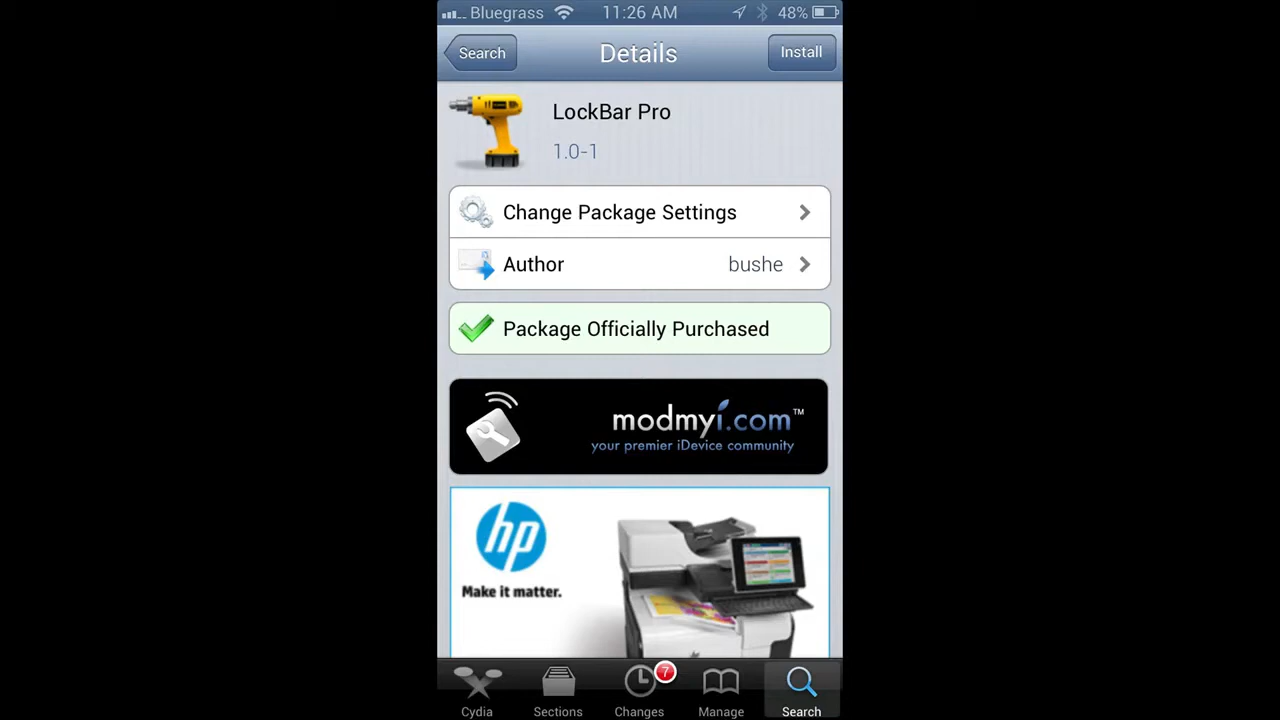 Bluegrass 11:26 AM 48%
Search Details Install
LockBar Pro
1.0-1
Change Package Settings
Author bushe
Package Officially Purchased
modmyi.com™
your premier iDevice community
hp
Make it matter.
7
Cydia Sections Changes Manage Search